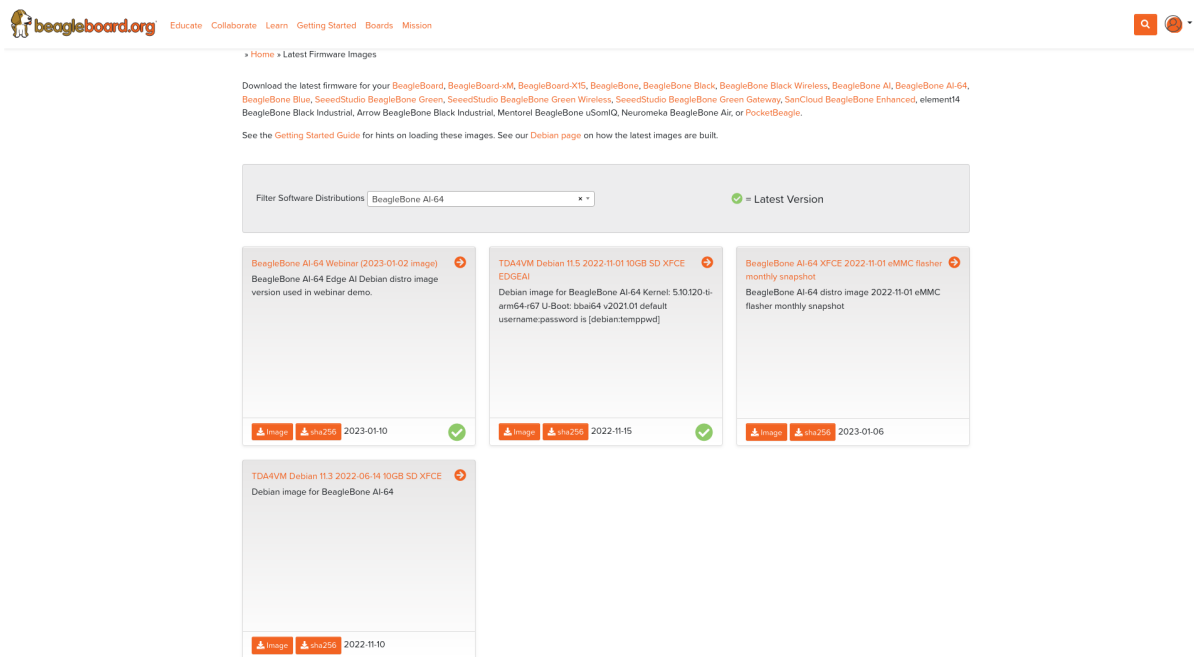 beagleboard.org Educate Collaborate Learn Getting Started Boards Mission
» Home » Latest Firmware Images
Download the latest firmware for your BeagleBoard, BeagleBoard-xM, BeagleBoard-X15, BeagleBone, BeagleBone Black, BeagleBone Black Wireless, BeagleBone AI, BeagleBone AI-64,
BeagleBone Blue, SeeedStudio BeagleBone Green, SeeedStudio BeagleBone Green Wireless, SeeedStudio BeagleBone Green Gateway, SanCloud BeagleBone Enhanced, element14
BeagleBone Black Industrial, Arrow BeagleBone Black Industrial, Mentorel BeagleBone uSomIQ, Neuromeka BeagleBone Air, or PocketBeagle.
See the Getting Started Guide for hints on loading these images. See our Debian page on how the latest images are built.
Filter Software Distributions BeagleBone AI-64 ×
= Latest Version
BeagleBone AI-64 Webinar (2023-01-02 image)
BeagleBone AI-64 Edge AI Debian distro image
version used in webinar demo.
Image sha256 2023-01-10
TDA4VM Debian 11.5 2022-11-01 10GB SD XFCE
EDGEAI
Debian image for BeagleBone AI-64 Kernel: 5.10.120-ti-
arm64-r67 U-Boot: bbai64 v2021.01 default
username:password is [debian:temppwd]
Image sha256 2022-11-15
BeagleBone AI-64 XFCE 2022-11-01 eMMC flasher
monthly snapshot
BeagleBone AI-64 distro image 2022-11-01 eMMC
flasher monthly snapshot
Image sha256 2023-01-06
TDA4VM Debian 11.3 2022-06-14 10GB SD XFCE
Debian image for BeagleBone AI-64
Image sha256 2022-11-10